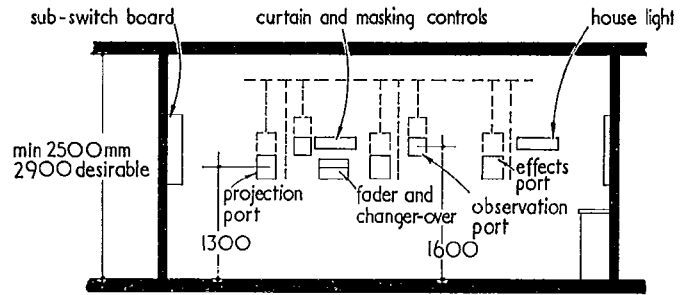 sub-switch board
curtain and masking controls
house light
min 2500mm
2900 desirable
projection
port
fader and
changer-over
observation
port
effects
port
1300
1600